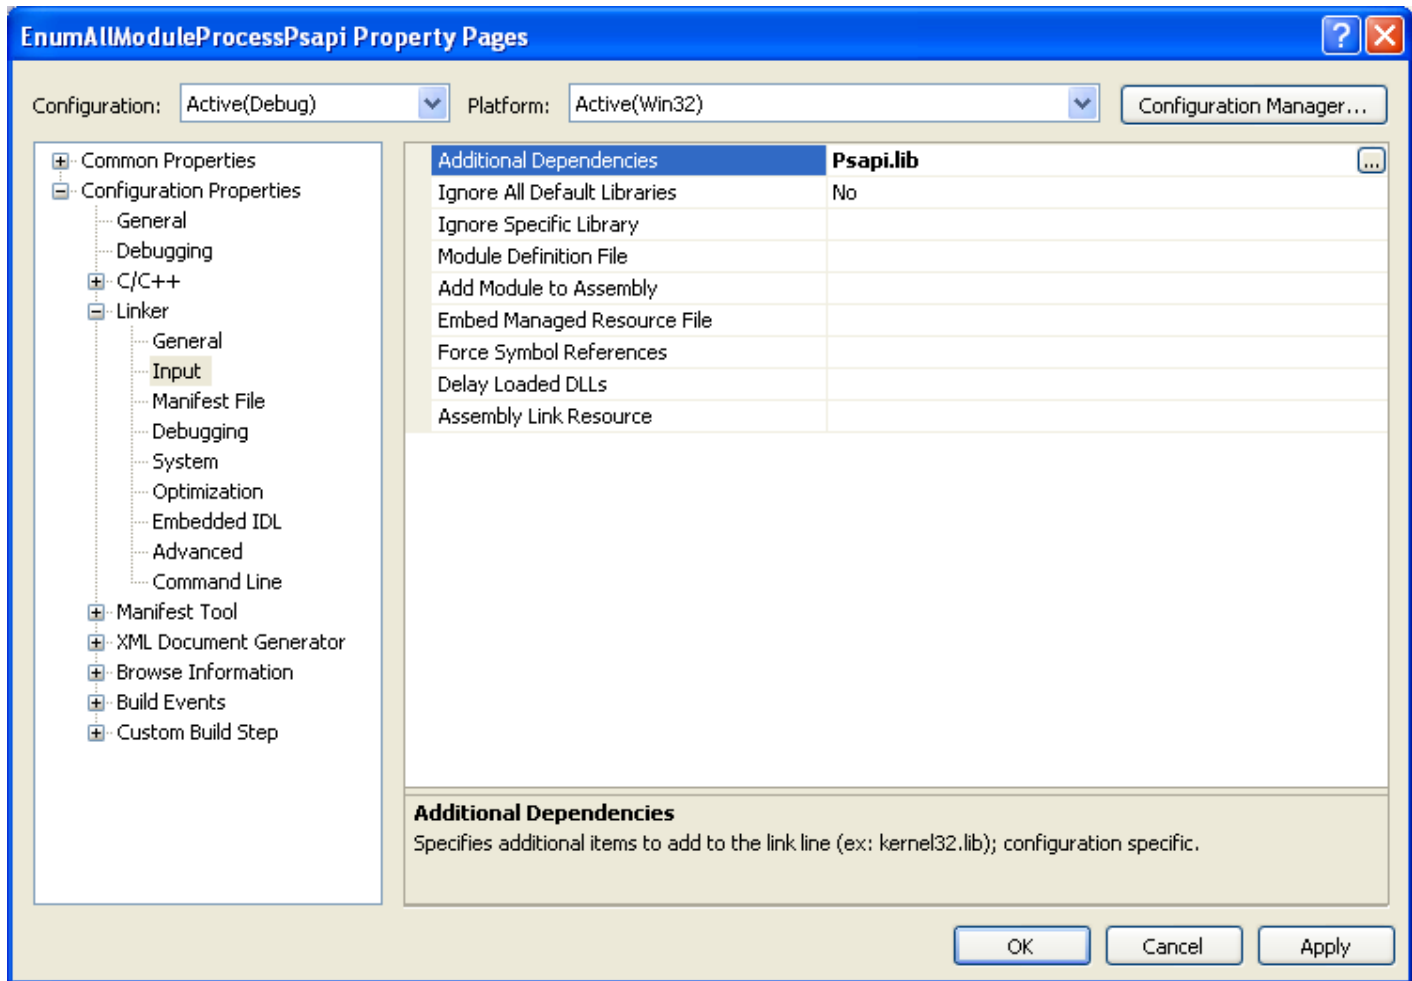 EnumAllModuleProcessPsapi Property Pages
Configuration: Active(Debug) Platform: Active(Win32) Configuration Manager...
Common Properties
Configuration Properties
General
Debugging
C/C++
Linker
General
Input
Manifest File
Debugging
System
Optimization
Embedded IDL
Advanced
Command Line
Manifest Tool
XML Document Generator
Browse Information
Build Events
Custom Build Step
Additional Dependencies Psapi.lib ...
Ignore All Default Libraries No
Ignore Specific Library
Module Definition File
Add Module to Assembly
Embed Managed Resource File
Force Symbol References
Delay Loaded DLLs
Assembly Link Resource
Additional Dependencies
Specifies additional items to add to the link line (ex: kernel32.lib); configuration specific.
OK Cancel Apply